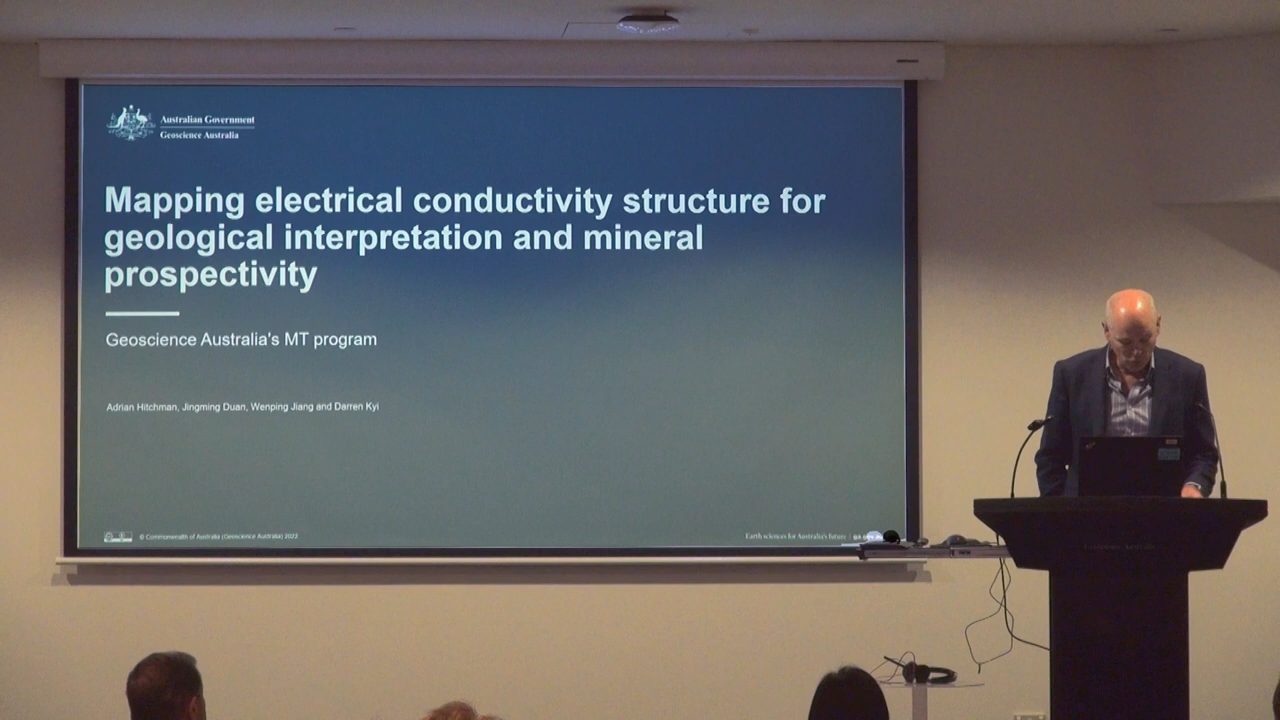 Australian Government
Geoscience Australia
Mapping electrical conductivity structure for
geological interpretation and mineral
prospectivity
Geoscience Australia's MT program
Adrian Hitchman, Jingming Duan, Wenping Jiang and Darren Kyi
© Commonwealth of Australia (Geoscience Australia) 2022
Earth sciences for Australia's future